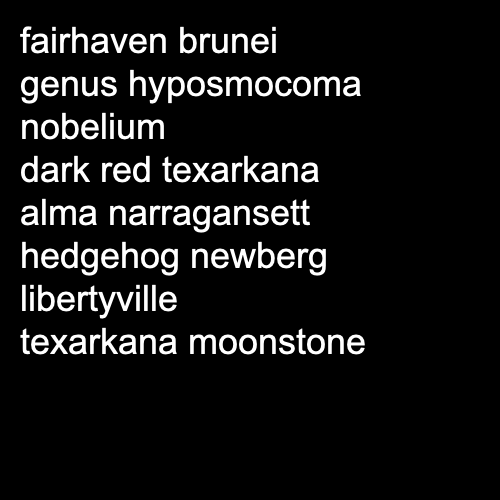 fairhaven brunei
genus hyposmocoma
nobelium
dark red texarkana
alma narragansett
hedgehog newberg
libertyville
texarkana moonstone